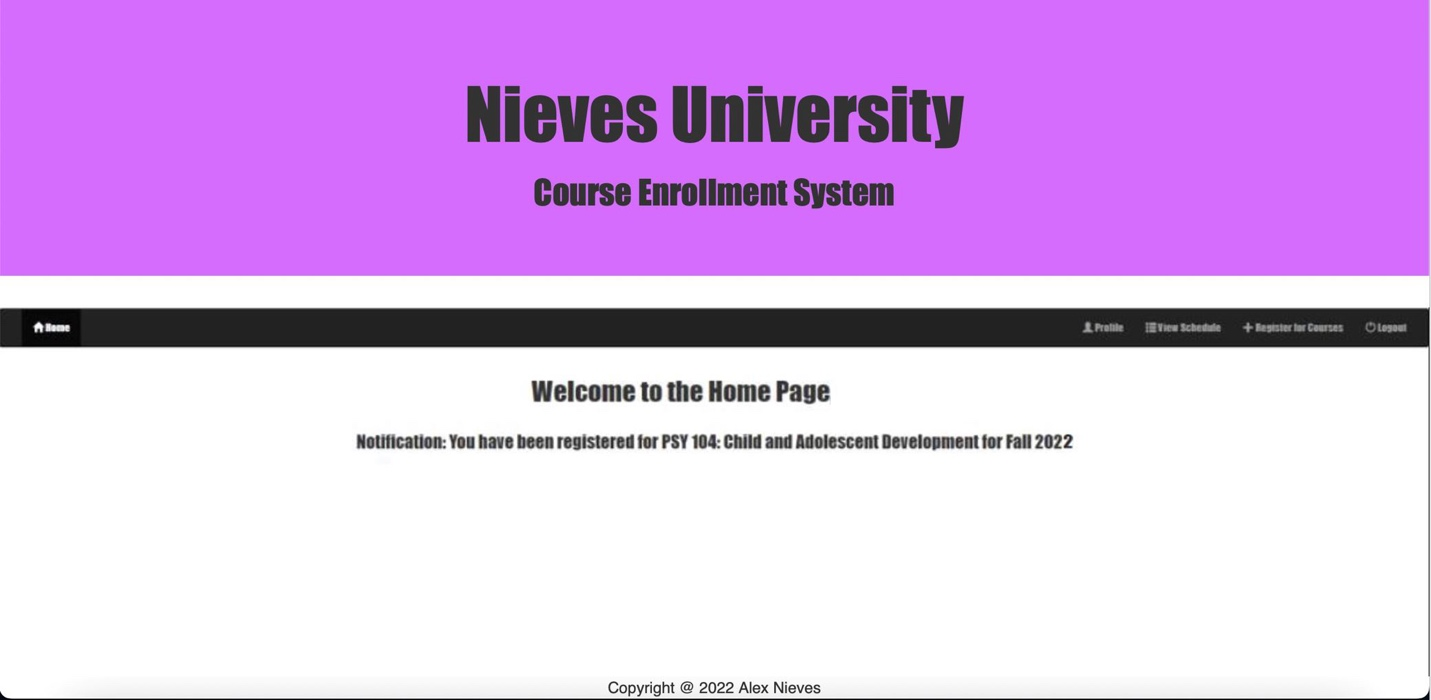 Nieves University
Course Enrollment System
Home Profile View Schedule Register for Courses Logout
Welcome to the Home Page
Notification: You have been registered for PSY 104: Child and Adolescent Development for Fall 2022
Copyright @ 2022 Alex Nieves